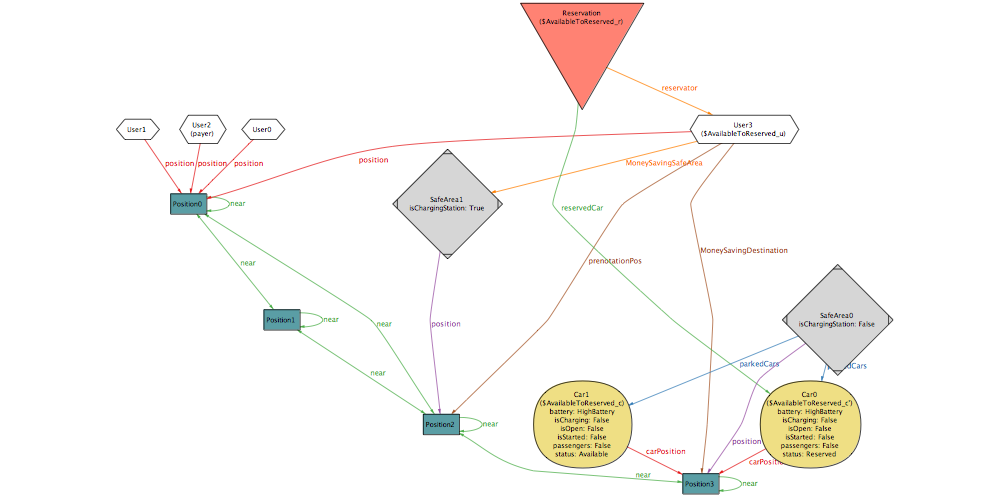 Reservation
($AvailableToReserved_r)
reservator
User1
User2
(payer)
User0
User3
($AvailableToReserved_u)
position
position
position
position
MoneySavingSafeArea
SafeArea1
isChargingStation: True
Position0
near
reservedCar
near
prenotationPos
MoneySavingDestination
Position1
near
near
position
SafeArea0
isChargingStation: False
near
parkedCars
Car1
($AvailableToReserved_c)
battery: HighBattery
isCharging: False
isOpen: False
isStarted: False
passengers: False
status: Available
Car0
($AvailableToReserved_c')
battery: HighBattery
isCharging: False
isOpen: False
isStarted: False
passengers: False
status: Reserved
Position2
near
position
carPosition
near
Position3
near